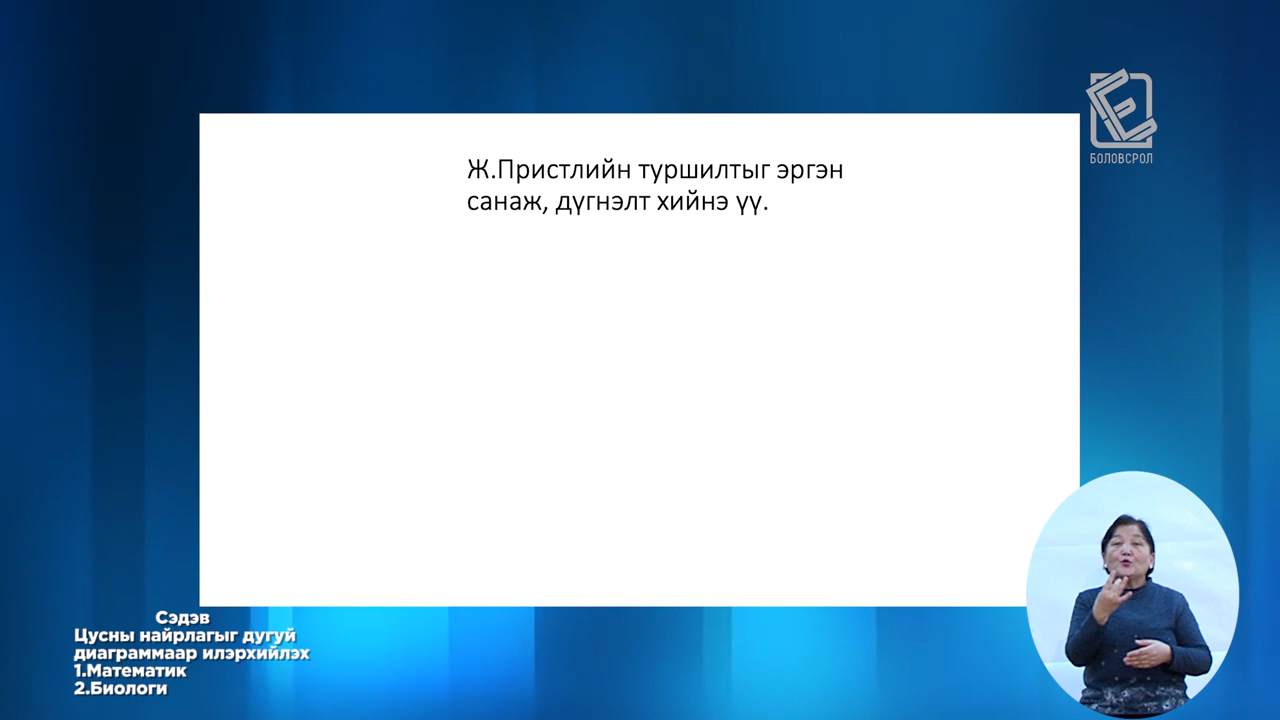 БОЛОВСРОЛ
Ж.Пристлийн туршилтыг эргэн
санаж, дүгнэлт хийнэ үү.
Сэдэв
Цусны найрлагыг дугуй
диаграммаар илэрхийлэх
1.Математик
2.Биологи